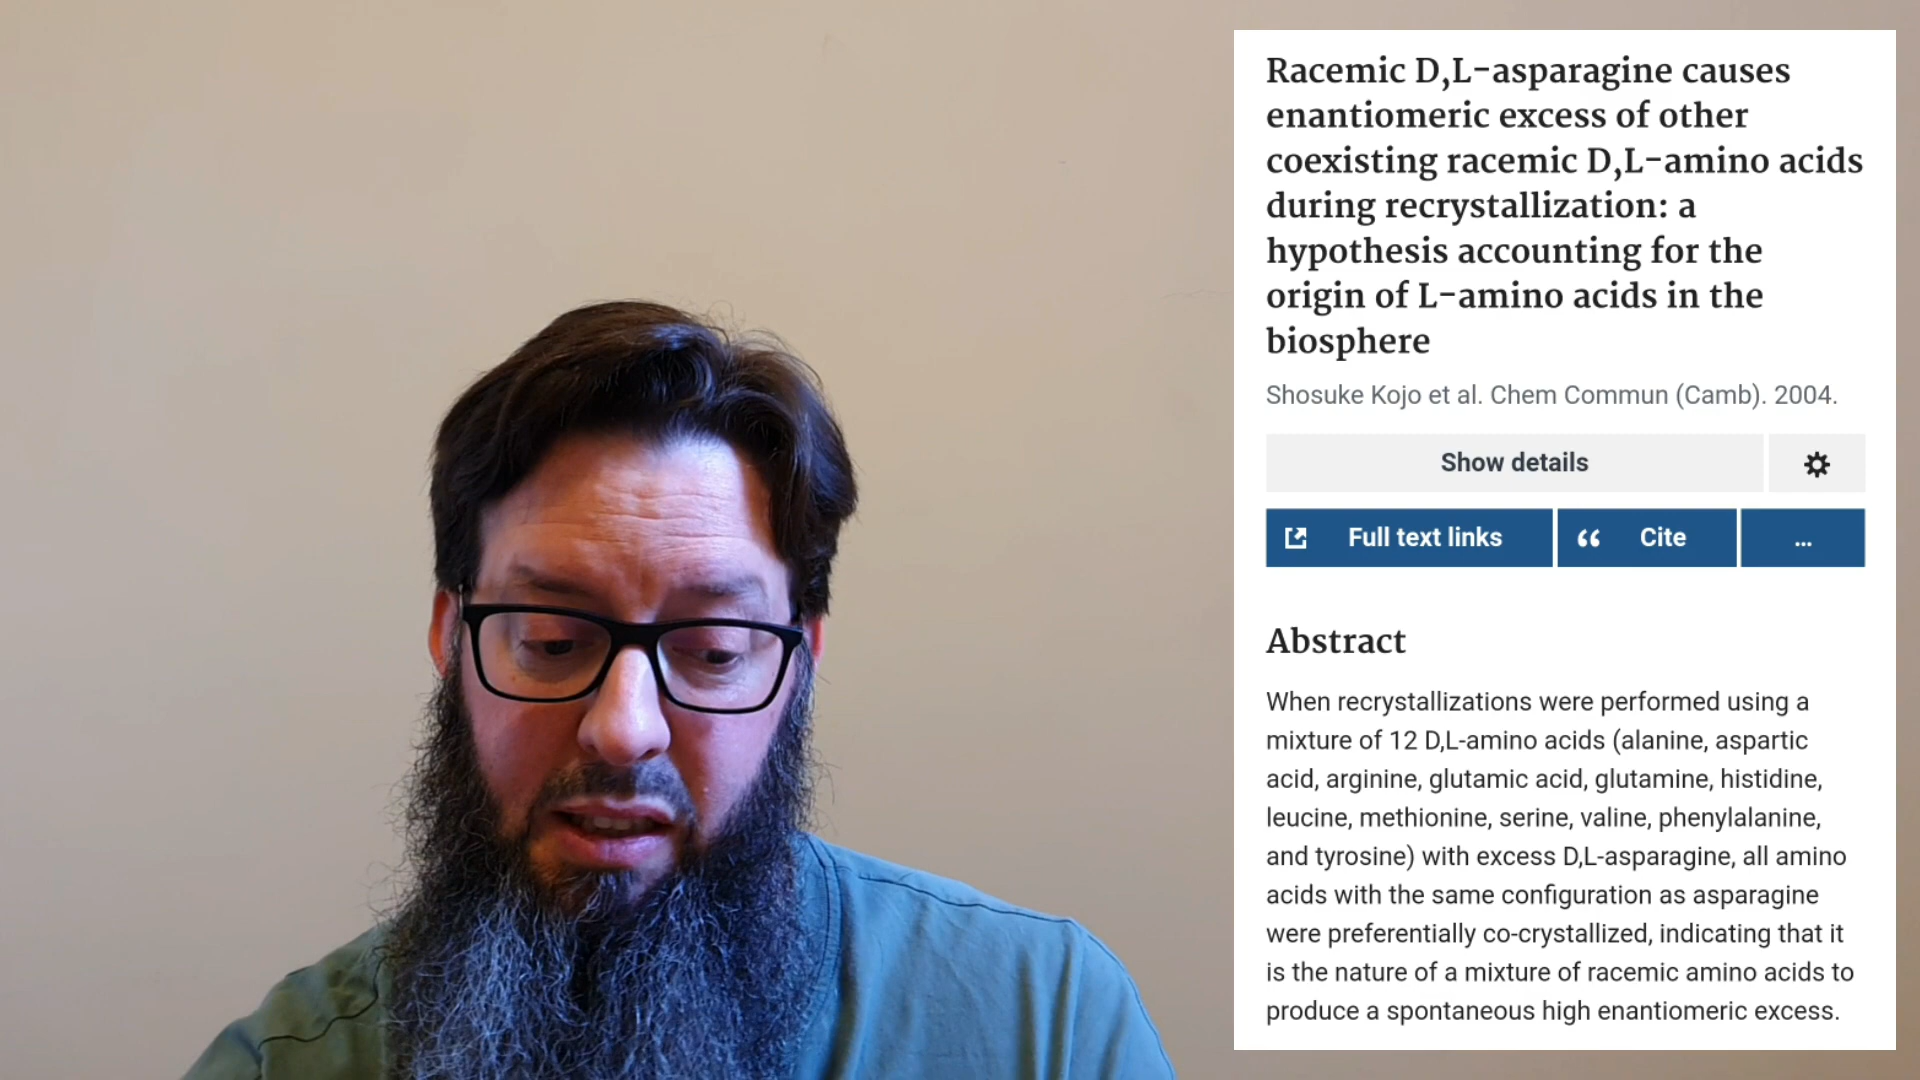 Racemic D,L-asparagine causes
enantiomeric excess of other
coexisting racemic D,L-amino acids
during recrystallization: a
hypothesis accounting for the
origin of L-amino acids in the
biosphere
Shosuke Kojo et al. Chem Commun (Camb). 2004.
Show details
Full text links
Cite
...
Abstract
When recrystallizations were performed using a
mixture of 12 D,L-amino acids (alanine, aspartic
acid, arginine, glutamic acid, glutamine, histidine,
leucine, methionine, serine, valine, phenylalanine,
and tyrosine) with excess D,L-asparagine, all amino
acids with the same configuration as asparagine
were preferentially co-crystallized, indicating that it
is the nature of a mixture of racemic amino acids to
produce a spontaneous high enantiomeric excess.